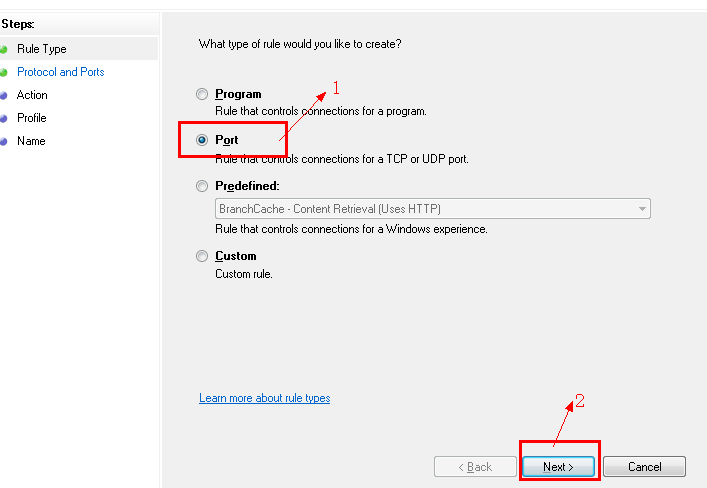 Steps:
Rule Type
Protocol and Ports
Action
Profile
Name
What type of rule would you like to create?
Program
Rule that controls connections for a program.
1
Port
Rule that controls connections for a TCP or UDP port.
Predefined:
BranchCache - Content Retrieval (Uses HTTP)
Rule that controls connections for a Windows experience.
Custom
Custom rule.
Learn more about rule types
2
< Back
Next >
Cancel